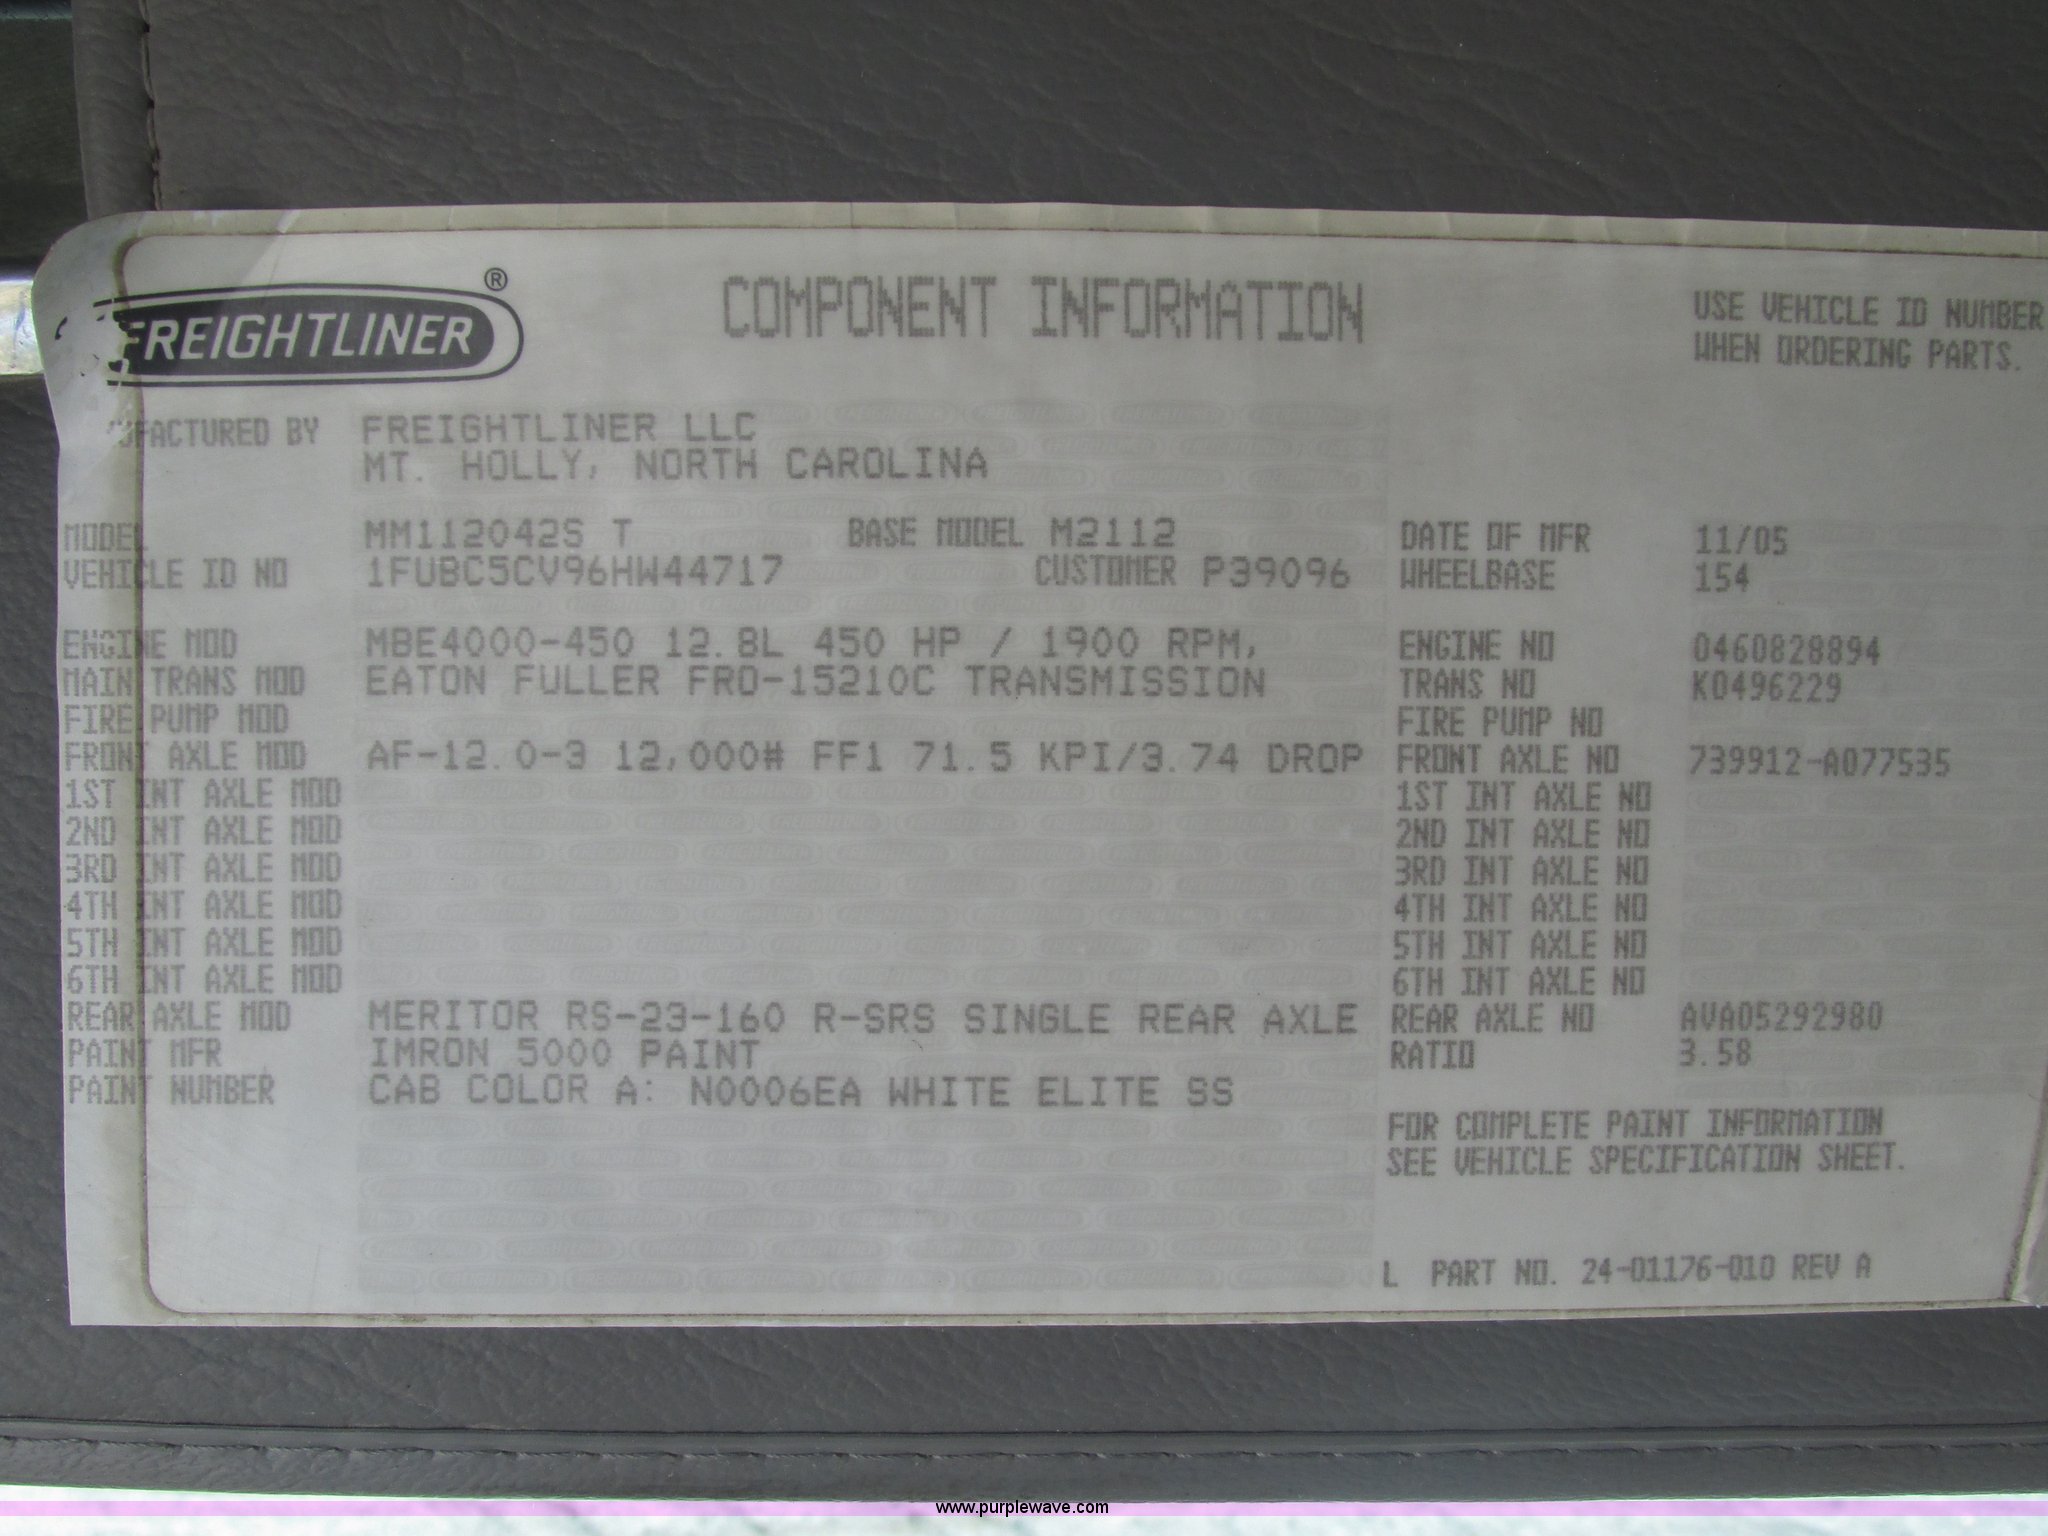 FREIGHTLINER ®
COMPONENT INFORMATION
USE VEHICLE ID NUMBER
WHEN ORDERING PARTS.
UFACTURED BY FREIGHTLINER LLC
MT. HOLLY, NORTH CAROLINA
MODEL MM112042S T BASE MODEL M2112 DATE OF MFR 11/05
VEHICLE ID NO 1FUBC5CV96HW44717 CUSTOMER P39096 WHEELBASE 154
ENGINE MOD MBE4000-450 12.8L 450 HP / 1900 RPM, ENGINE NO 0460828894
MAIN TRANS MOD EATON FULLER FRO-15210C TRANSMISSION TRANS NO K0496229
FIRE PUMP MOD FIRE PUMP NO
FRONT AXLE MOD AF-12.0-3 12,000# FF1 71.5 KPI/3.74 DROP FRONT AXLE NO 739912-A077535
1ST INT AXLE MOD 1ST INT AXLE NO
2ND INT AXLE MOD 2ND INT AXLE NO
3RD INT AXLE MOD 3RD INT AXLE NO
4TH INT AXLE MOD 4TH INT AXLE NO
5TH INT AXLE MOD 5TH INT AXLE NO
6TH INT AXLE MOD 6TH INT AXLE NO
REAR AXLE MOD MERITOR RS-23-160 R-SRS SINGLE REAR AXLE REAR AXLE NO AVA05292980
PAINT MFR IMRON 5000 PAINT RATIO 3.58
PAINT NUMBER CAB COLOR A: N0006EA WHITE ELITE SS
FOR COMPLETE PAINT INFORMATION
SEE VEHICLE SPECIFICATION SHEET.
L PART NO. 24-01176-010 REV A
www.purplewave.com